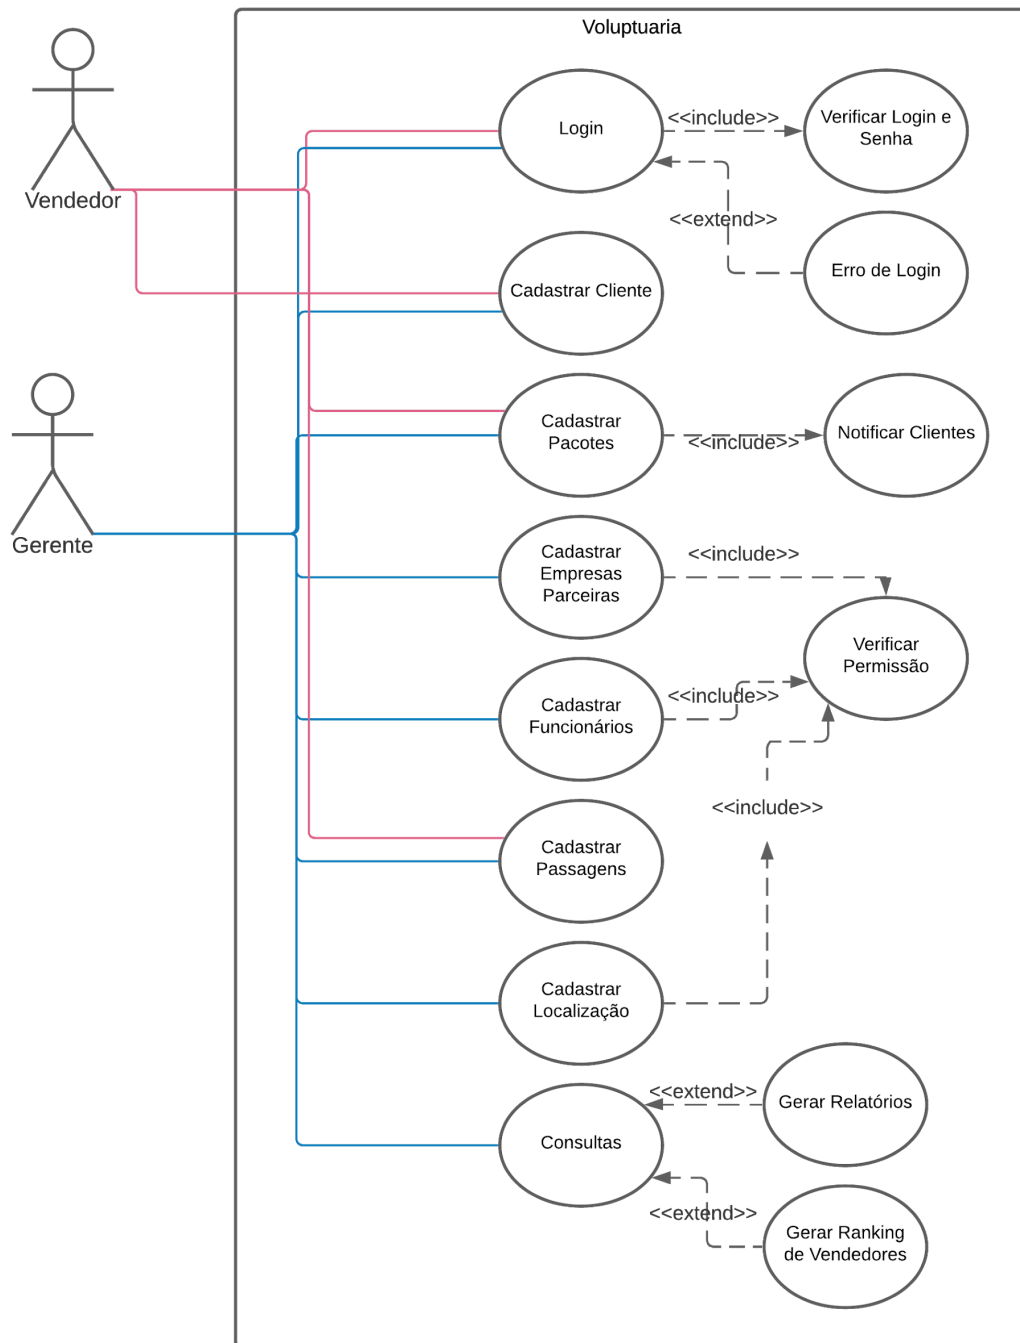 Voluptuaria
Vendedor
Gerente
Login
<<include>>
Verificar Login e
Senha
<<extend>>
Erro de Login
Cadastrar Cliente
Cadastrar
Pacotes
<<include>>
Notificar Clientes
Cadastrar
Empresas
Parceiras
<<include>>
Verificar
Permissão
Cadastrar
Funcionários
<<include>>
Cadastrar
Passagens
<<include>>
Cadastrar
Localização
Consultas
<<extend>>
Gerar Relatórios
<<extend>>
Gerar Ranking
de Vendedores